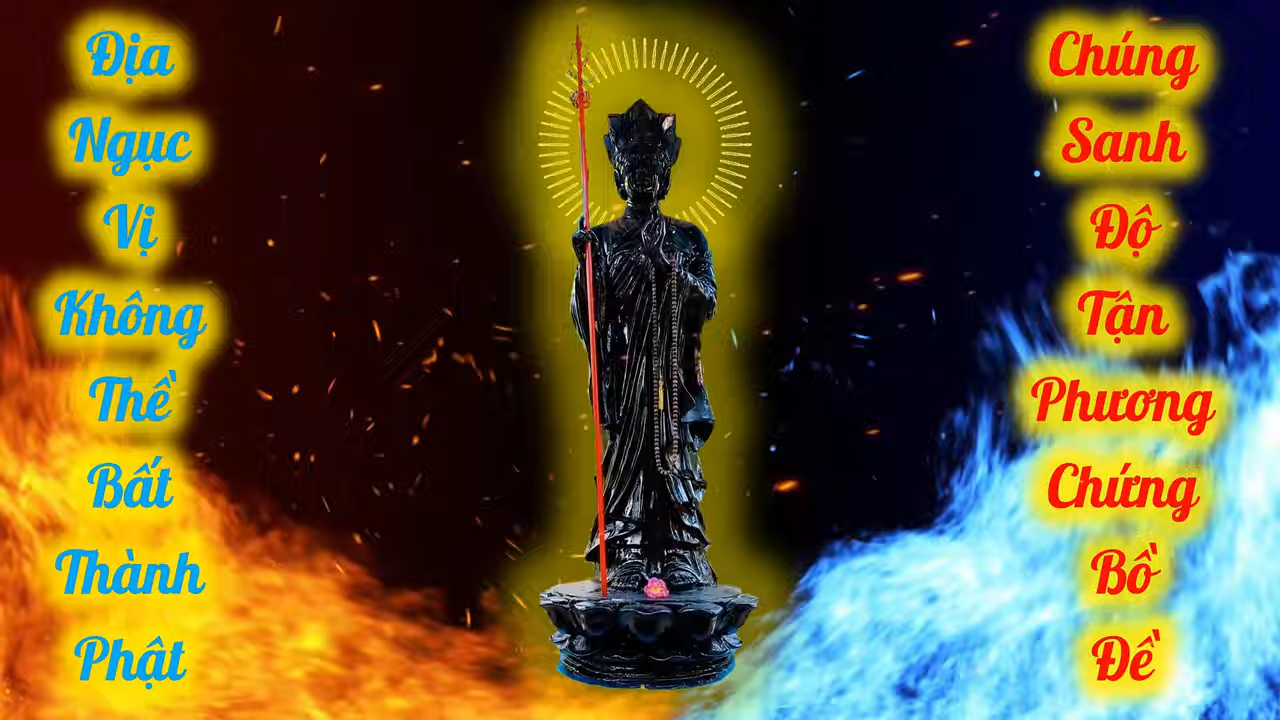 Địa
Ngục
Vị
Không
Thề
Bất
Thành
Phật
Chúng
Sanh
Độ
Tận
Phương
Chứng
Bồ
Đề